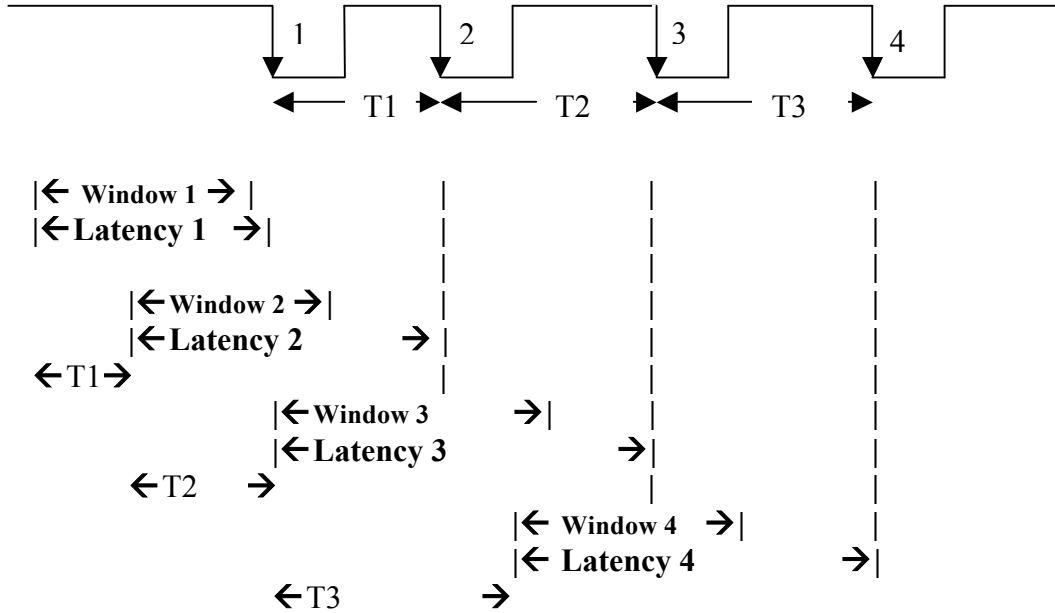 1 2 3 4
T1 T2 T3
|← Window 1 →|
|←Latency 1 →|
|←Window 2 →|
|←Latency 2 →|
←T1→
|←Window 3 →|
|←Latency 3 →|
←T2 →
|← Window 4 →|
|← Latency 4 →|
←T3 →